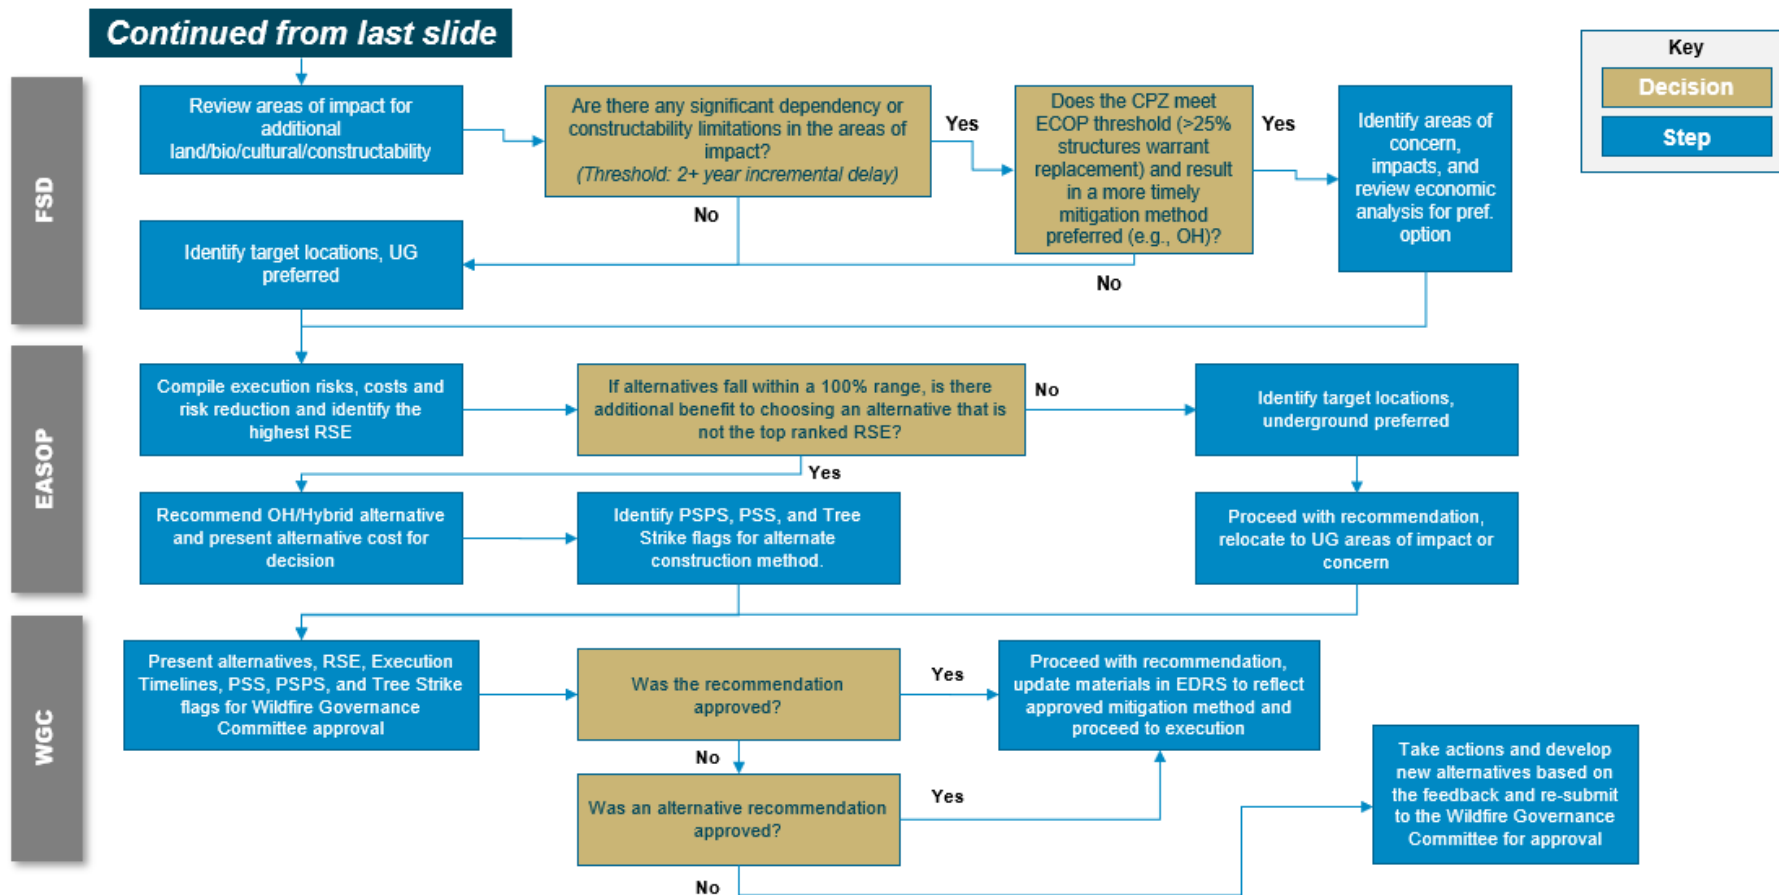 Continued from last slide
Key
Decision
Step
FSD
Review areas of impact for
additional
land/bio/cultural/constructability
Are there any significant dependency or
constructability limitations in the areas of
impact?
(Threshold: 2+ year incremental delay)
Yes
No
Does the CPZ meet
ECOP threshold (>25%
structures warrant
replacement) and result
in a more timely
mitigation method
preferred (e.g., OH)?
Yes
No
Identify areas of
concern,
impacts, and
review economic
analysis for pref.
option
Identify target locations, UG
preferred
EASOP
Compile execution risks, costs and
risk reduction and identify the
highest RSE
If alternatives fall within a 100% range, is there
additional benefit to choosing an alternative that is
not the top ranked RSE?
No
Yes
Identify target locations,
underground preferred
Recommend OH/Hybrid alternative
and present alternative cost for
decision
Identify PSPS, PSS, and Tree
Strike flags for alternate
construction method.
Proceed with recommendation,
relocate to UG areas of impact or
concern
WGC
Present alternatives, RSE, Execution
Timelines, PSS, PSPS, and Tree Strike
flags for Wildfire Governance
Committee approval
Was the recommendation
approved?
Yes
No
Proceed with recommendation,
update materials in EDRS to reflect
approved mitigation method and
proceed to execution
Was an alternative recommendation
approved?
Yes
No
Take actions and develop
new alternatives based on
the feedback and re-submit
to the Wildfire Governance
Committee for approval